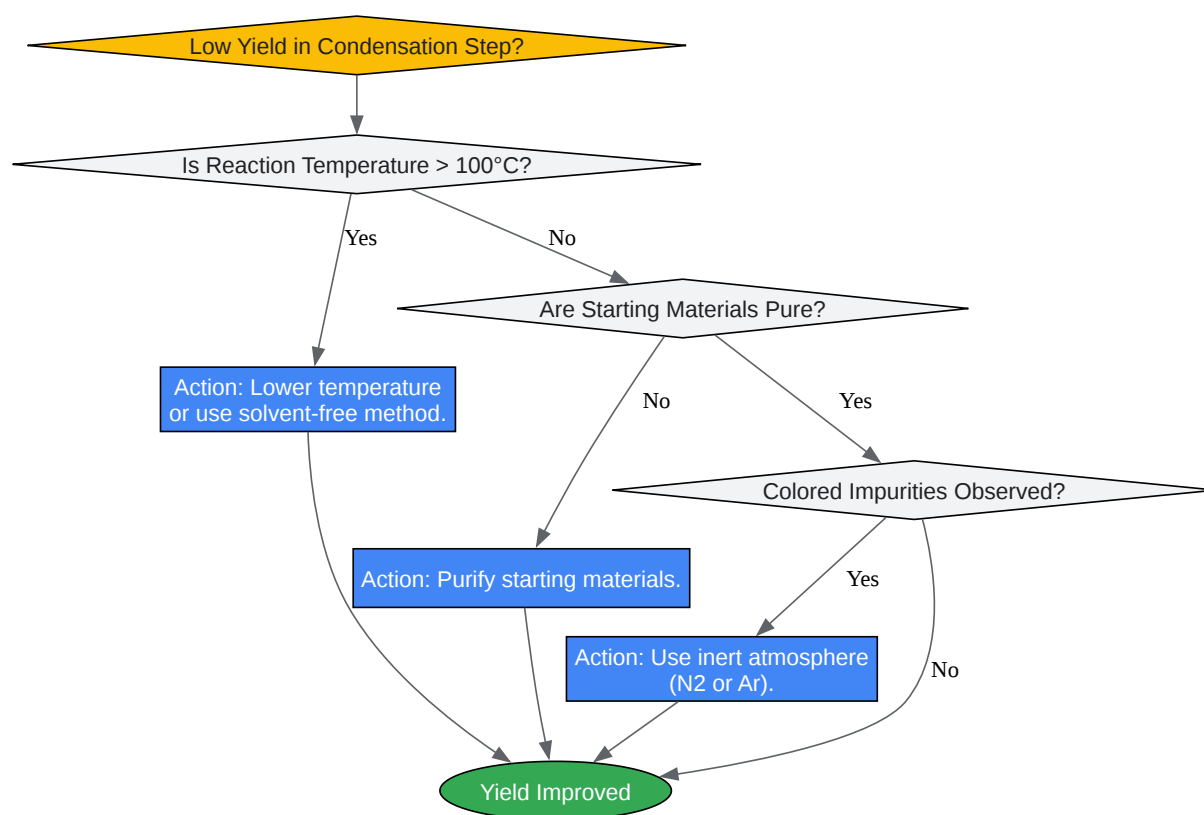 Low Yield in Condensation Step?
Is Reaction Temperature > 100°C?
Yes
No
Are Starting Materials Pure?
Action: Lower temperature
or use solvent-free method.
No
Yes
Colored Impurities Observed?
Action: Purify starting materials.
Yes
Action: Use inert atmosphere
(N2 or Ar).
No
Yield Improved